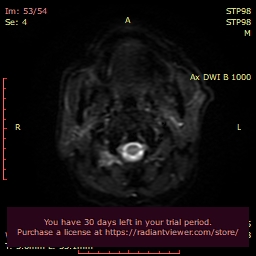 Im: 53/54
Se: 4
STP98
STP98
M
A
Ax DWI B 1000
R
L
You have 30 days left in your trial period.
Purchase a license at https://radiantviewer.com/store/